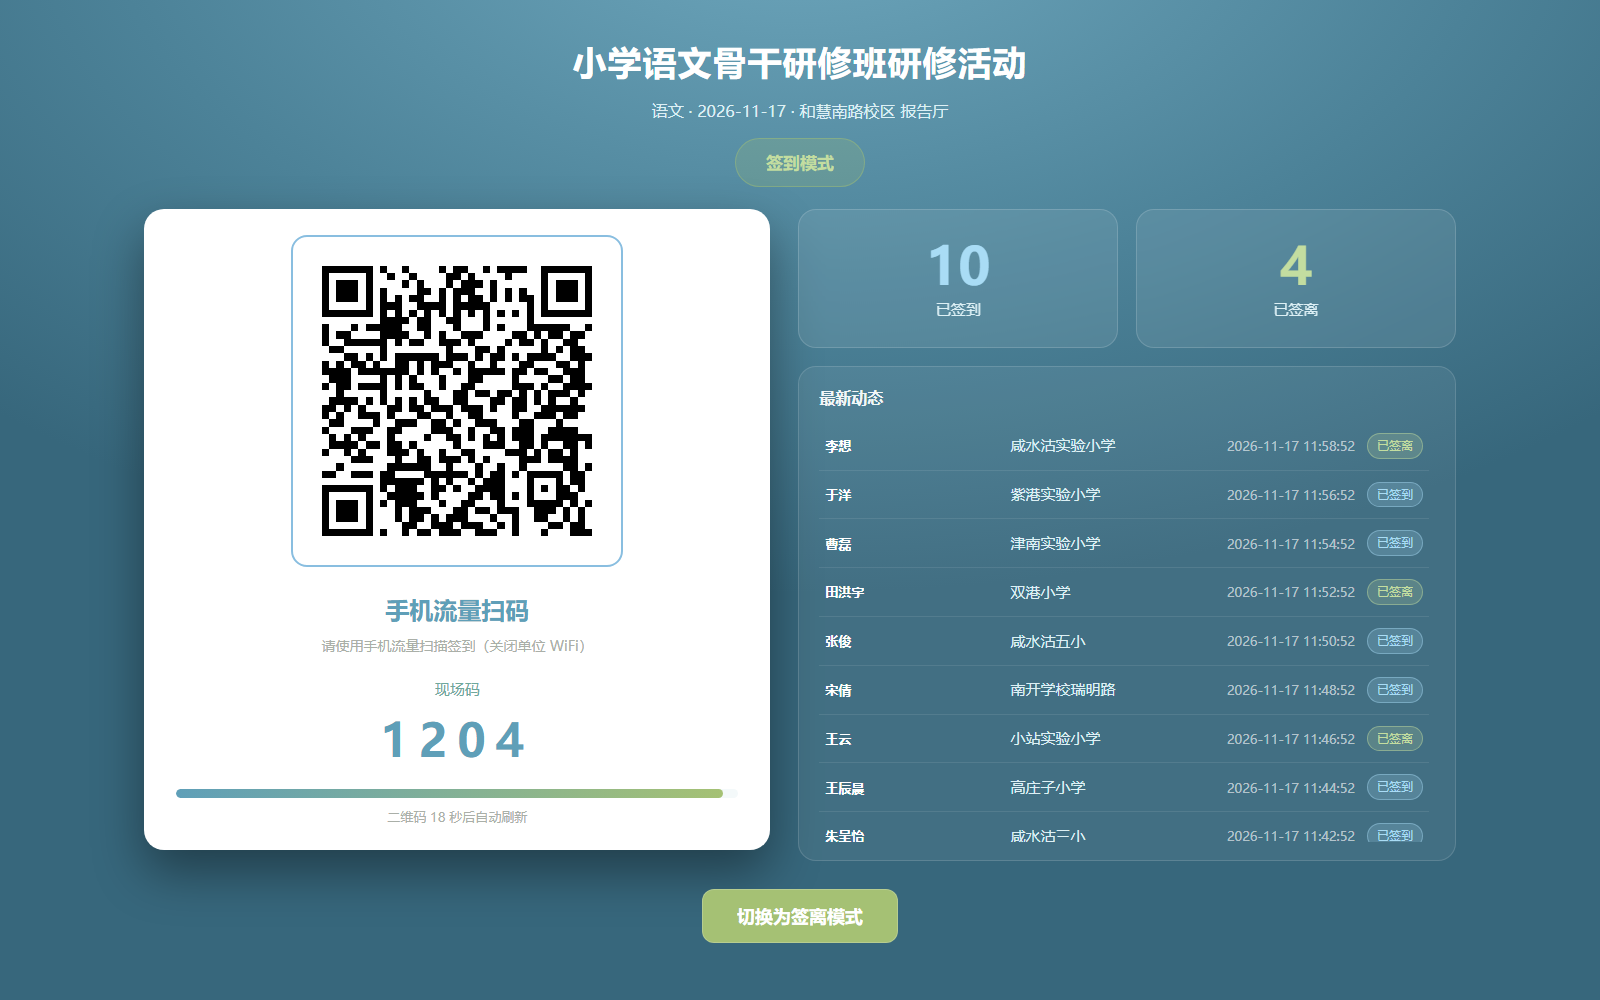 小学语文骨干研修班研修活动
语文 · 2026-11-17 · 和慧南路校区 报告厅
签到模式
手机流量扫码
请使用手机流量扫描签到（关闭单位 WiFi）
现场码
1204
二维码 18 秒后自动刷新
10
已签到
4
已签离
最新动态
李想 咸水沽实验小学 2026-11-17 11:58:52 已签离
于洋 紫港实验小学 2026-11-17 11:56:52 已签到
曹磊 津南实验小学 2026-11-17 11:54:52 已签到
田洪宇 双港小学 2026-11-17 11:52:52 已签离
张俊 咸水沽五小 2026-11-17 11:50:52 已签到
宋倩 南开学校瑞明路 2026-11-17 11:48:52 已签到
王云 小站实验小学 2026-11-17 11:46:52 已签离
王辰晨 高庄子小学 2026-11-17 11:44:52 已签到
朱呈怡 咸水沽三小 2026-11-17 11:42:52 已签到
切换为签离模式